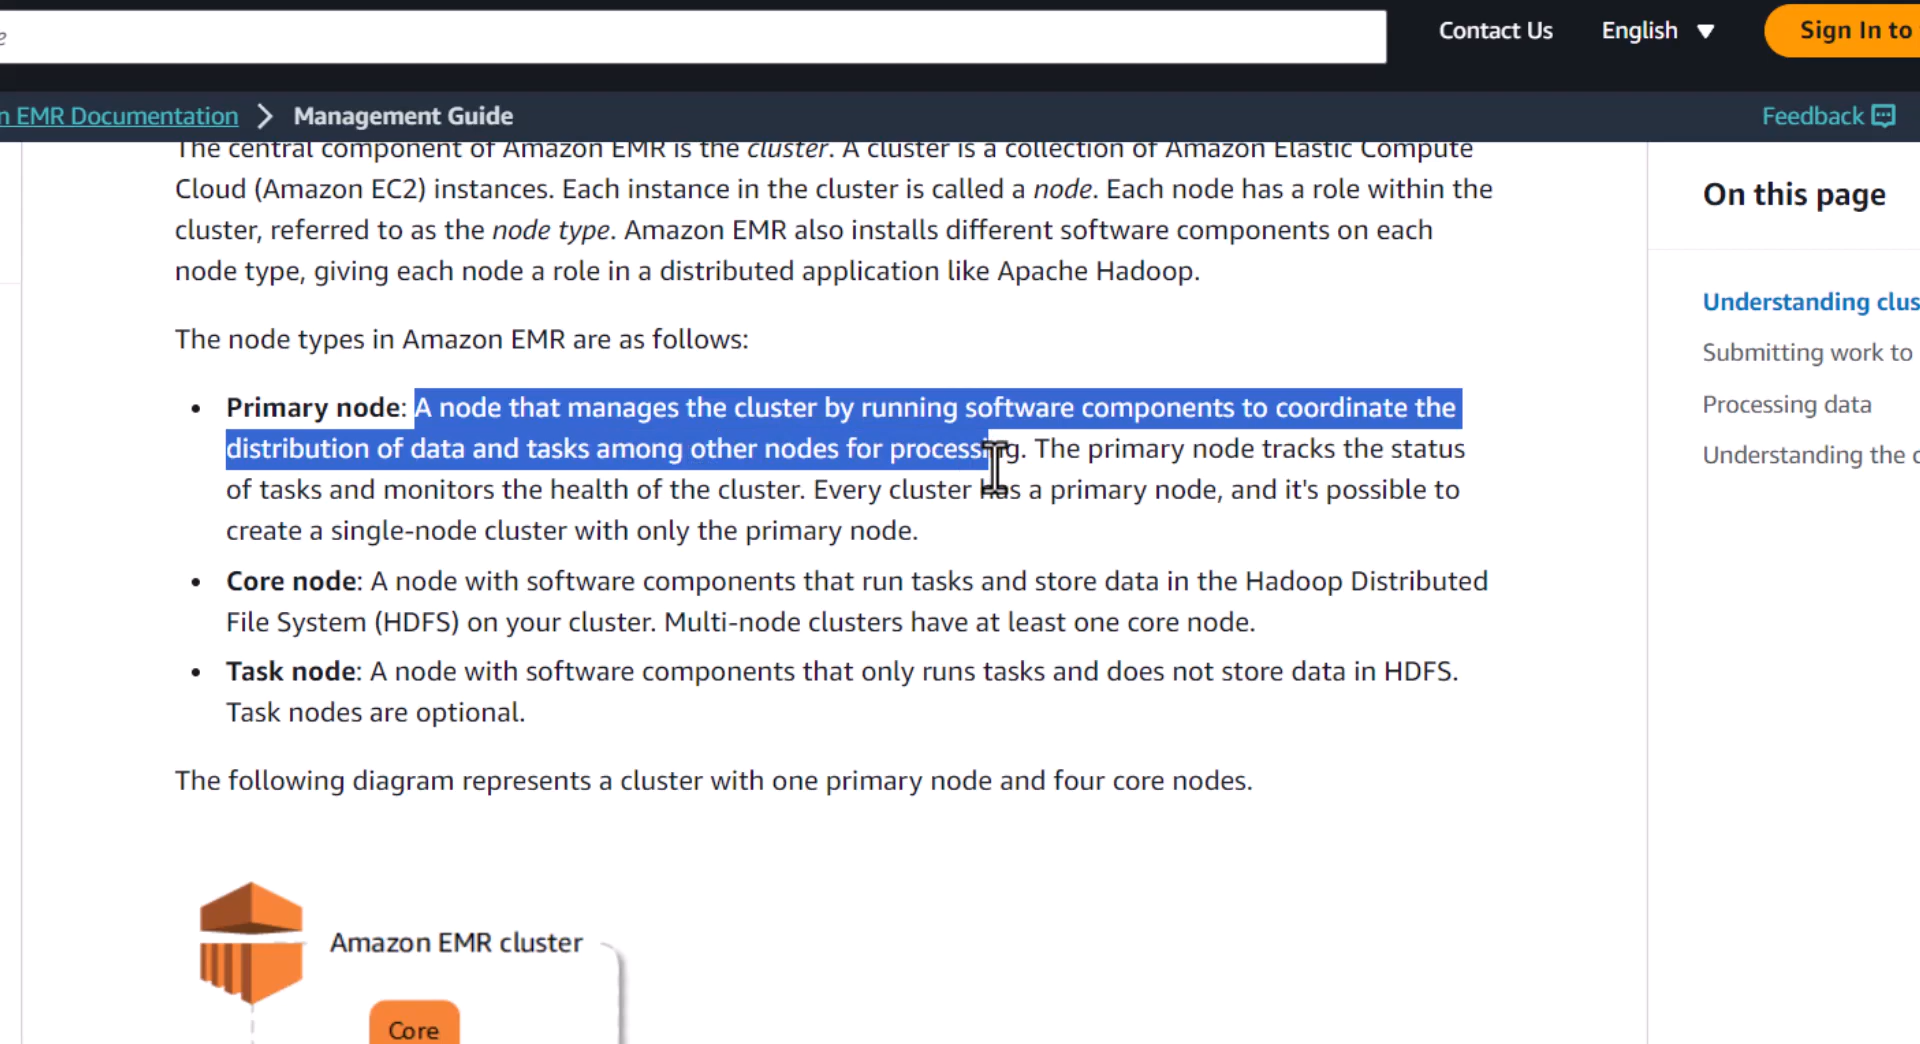 Contact Us
English
Sign In to
EMR Documentation
Management Guide
Feedback
The central component of Amazon EMR is the cluster. A cluster is a collection of Amazon Elastic Compute
Cloud (Amazon EC2) instances. Each instance in the cluster is called a node. Each node has a role within the
cluster, referred to as the node type. Amazon EMR also installs different software components on each
node type, giving each node a role in a distributed application like Apache Hadoop.
The node types in Amazon EMR are as follows:
• Primary node: A node that manages the cluster by running software components to coordinate the
distribution of data and tasks among other nodes for processing. The primary node tracks the status
of tasks and monitors the health of the cluster. Every cluster has a primary node, and it's possible to
create a single-node cluster with only the primary node.
• Core node: A node with software components that run tasks and store data in the Hadoop Distributed
File System (HDFS) on your cluster. Multi-node clusters have at least one core node.
• Task node: A node with software components that only runs tasks and does not store data in HDFS.
Task nodes are optional.
The following diagram represents a cluster with one primary node and four core nodes.
Amazon EMR cluster
Core
On this page
Understanding clus
Submitting work to
Processing data
Understanding the